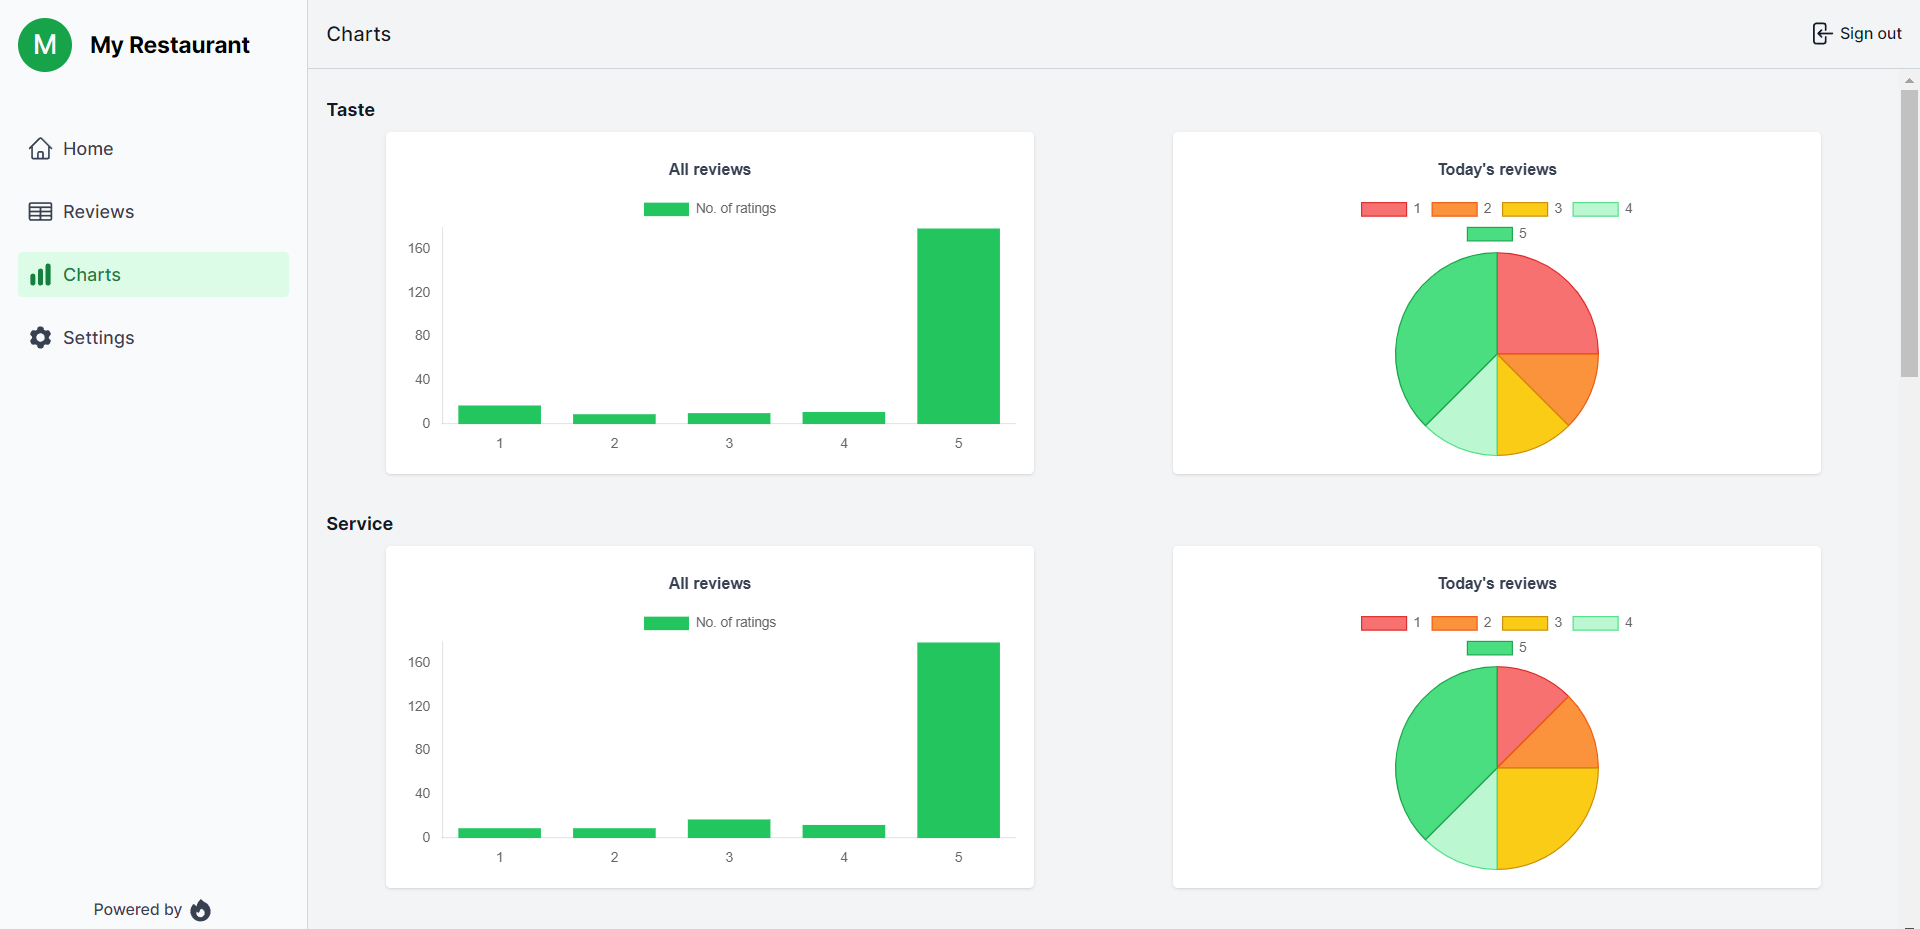 M
My Restaurant
Home
Reviews
Charts
Settings
Powered by
Charts
Sign out
Taste
All reviews
No. of ratings
160
120
80
40
0
1 2 3 4 5
Today's reviews
1 2 3 4
5
Service
All reviews
No. of ratings
160
120
80
40
0
1 2 3 4 5
Today's reviews
1 2 3 4
5